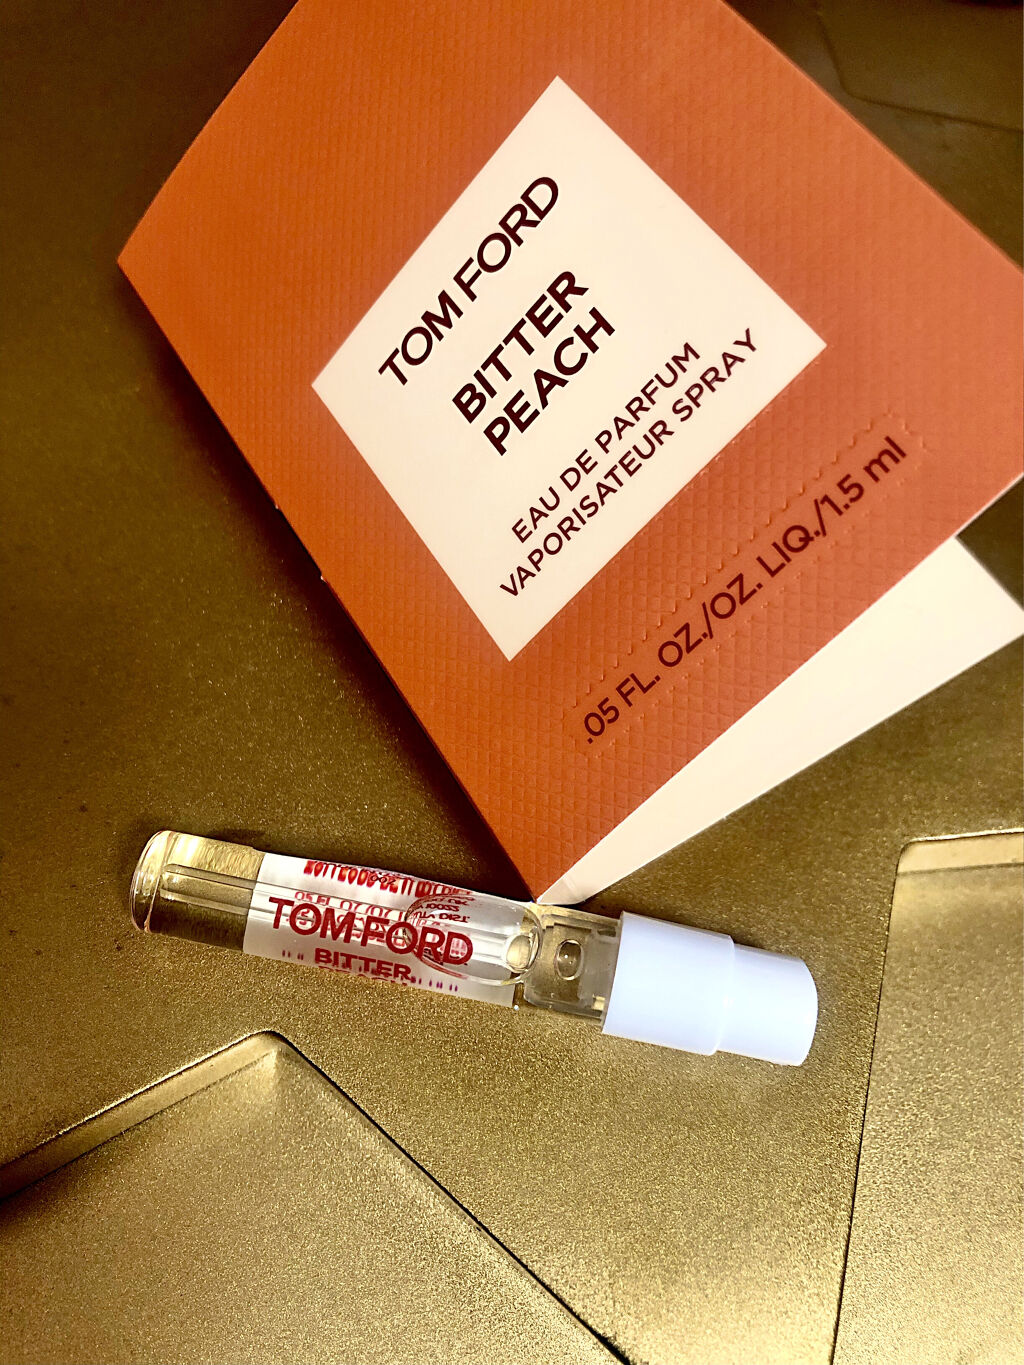 TOM FORD
BITTER
PEACH
EAU DE PARFUM
VAPORISATEUR SPRAY
.05 FL. OZ./OZ. LIQ./1.5 ml
TOM FORD
BITTER